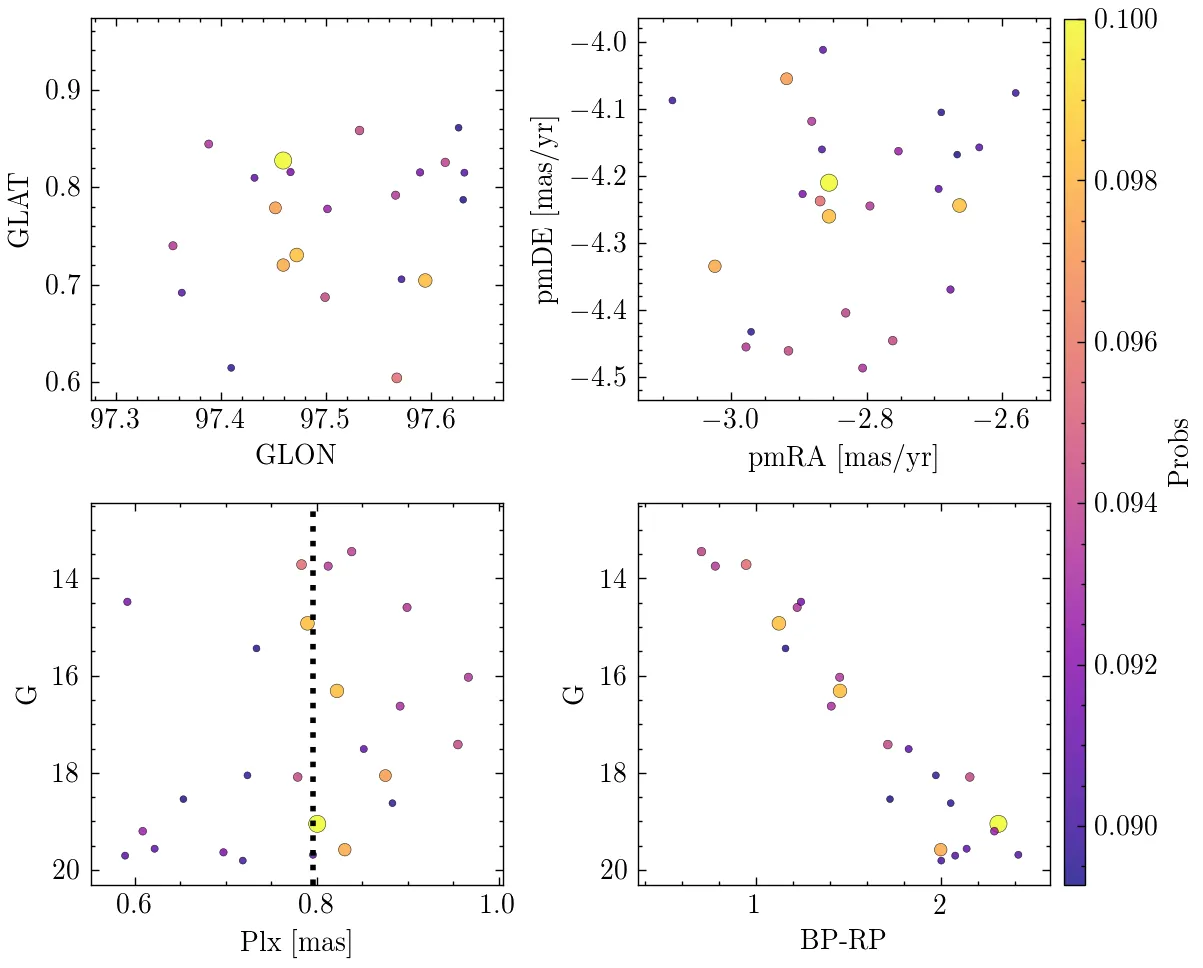 0.9
0.8
0.7
0.6
GLAT
97.3 97.4 97.5 97.6
GLON
−4.0
−4.1
−4.2
−4.3
−4.4
−4.5
pmDE [mas/yr]
−3.0 −2.8 −2.6
pmRA [mas/yr]
14
16
18
20
G
0.6 0.8 1.0
Plx [mas]
14
16
18
20
G
1 2
BP-RP
0.100
0.098
0.096
0.094
0.092
0.090
Probs